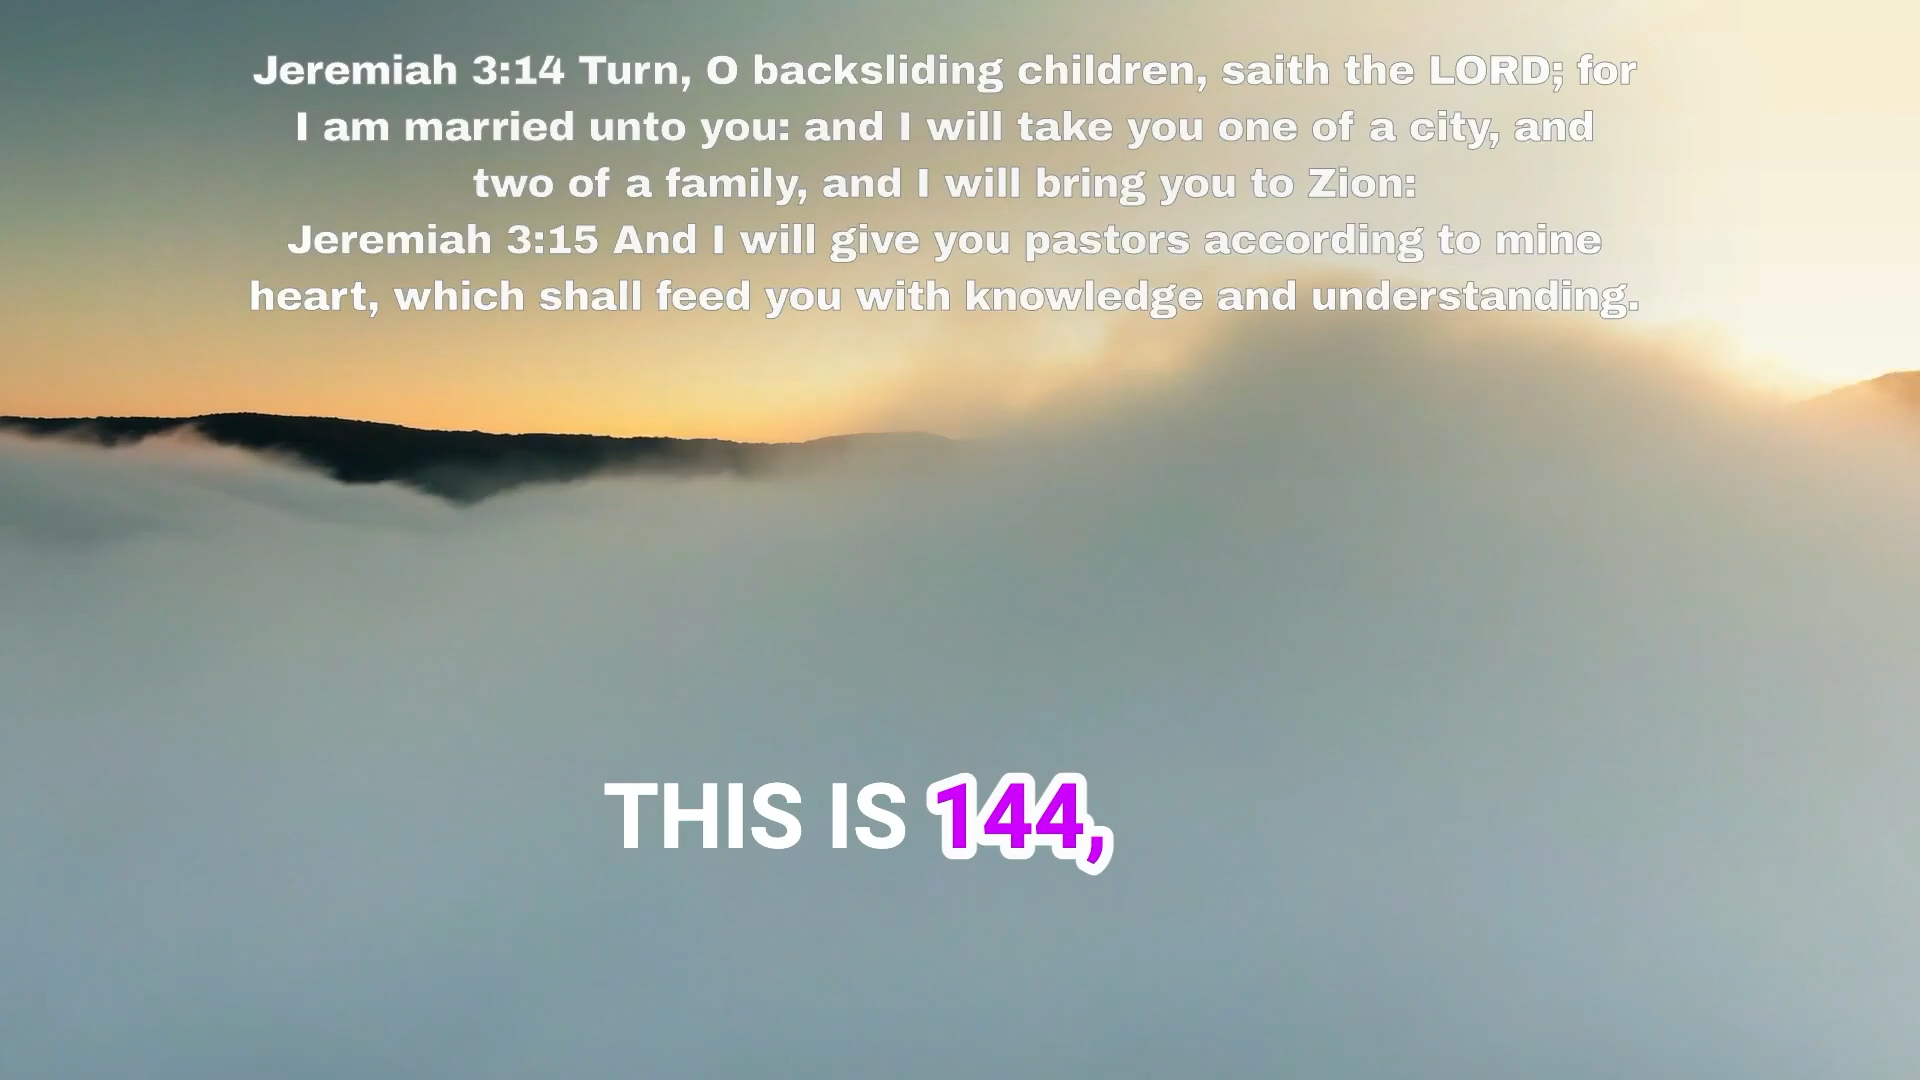 Jeremiah 3:14 Turn, O backsliding children, saith the LORD; for
I am married unto you: and I will take you one of a city, and
two of a family, and I will bring you to Zion:
Jeremiah 3:15 And I will give you pastors according to mine
heart, which shall feed you with knowledge and understanding.
THIS IS 144,